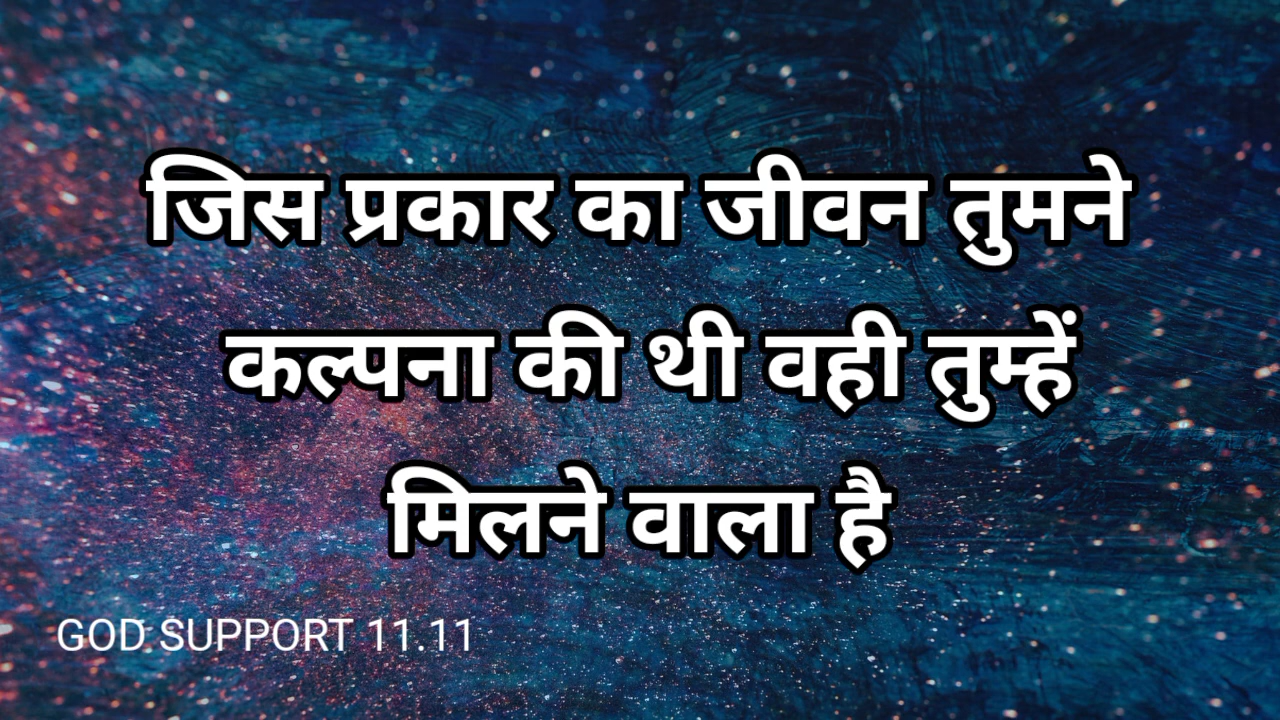 जिस प्रकार का जीवन तुमने
कल्पना की थी वही तुम्हें
मिलने वाला है
GOD SUPPORT 11.11